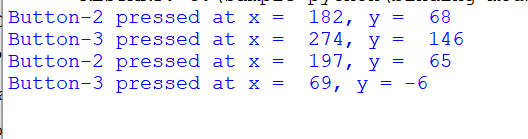 Button-2 pressed at x =  182, y =  68
Button-3 pressed at x =  274, y =  146
Button-2 pressed at x =  197, y =  65
Button-3 pressed at x =  69, y = -6